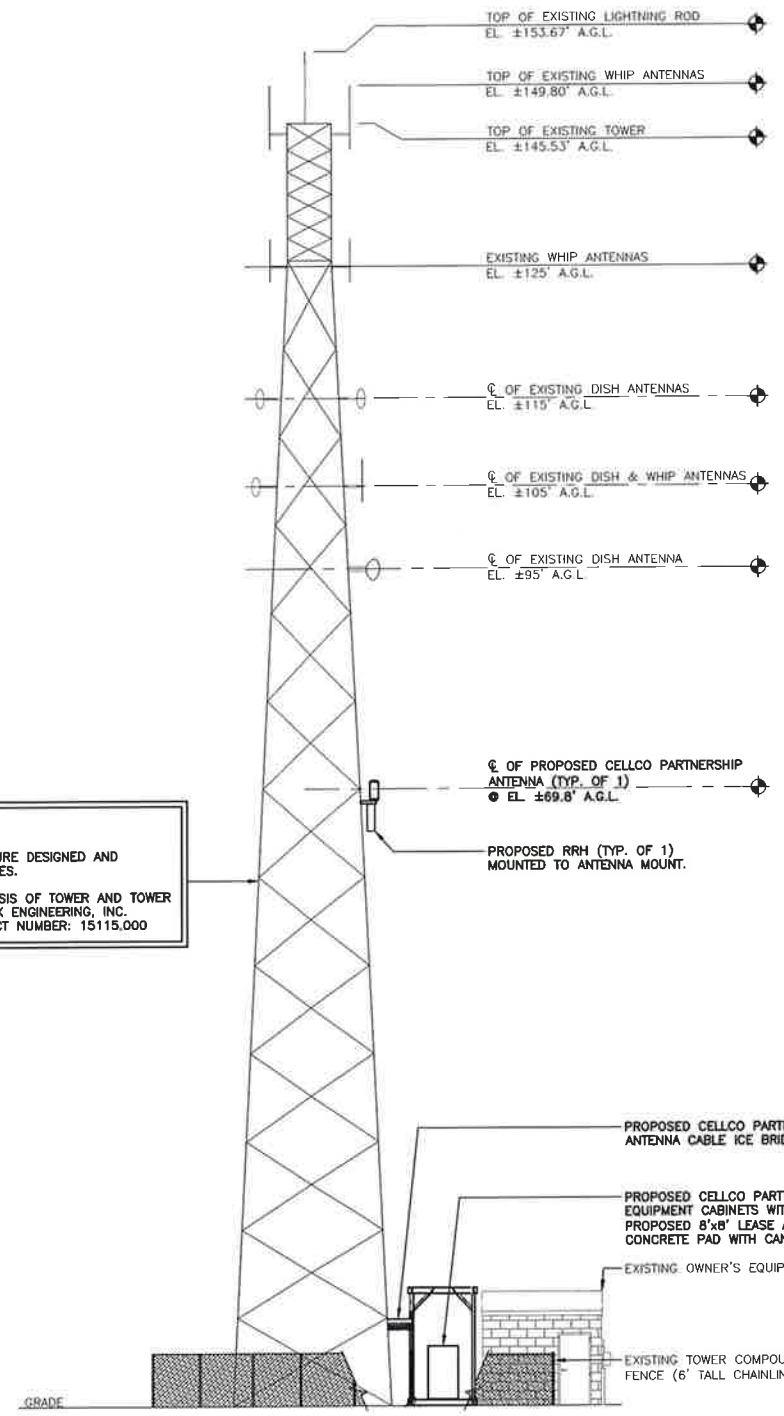 TOP OF EXISTING LIGHTNING ROD
EL. ±153.67' A.G.L.
TOP OF EXISTING WHIP ANTENNAS
EL. ±149.80' A.G.L.
TOP OF EXISTING TOWER
EL. ±145.53' A.G.L.
EXISTING WHIP ANTENNAS
EL. ±125' A.G.L.
℄ OF EXISTING DISH ANTENNAS
EL. ±115' A.G.L.
℄ OF EXISTING DISH & WHIP ANTENNAS
EL. ±105' A.G.L.
℄ OF EXISTING DISH ANTENNA
EL. ±95' A.G.L.
℄ OF PROPOSED CELLCO PARTNERSHIP
ANTENNA (TYP. OF 1)
@ EL. ±69.8' A.G.L.
PROPOSED RRH (TYP. OF 1)
MOUNTED TO ANTENNA MOUNT.
URE DESIGNED AND
ES.
SIS OF TOWER AND TOWER
K ENGINEERING, INC.
CT NUMBER: 15115.000
PROPOSED CELLCO PART
ANTENNA CABLE ICE BRI
PROPOSED CELLCO PART
EQUIPMENT CABINETS WIT
PROPOSED 8'x8' LEASE
CONCRETE PAD WITH CAN
EXISTING OWNER'S EQUIP
EXISTING TOWER COMPOU
FENCE (6' TALL CHAINLIN
GRADE